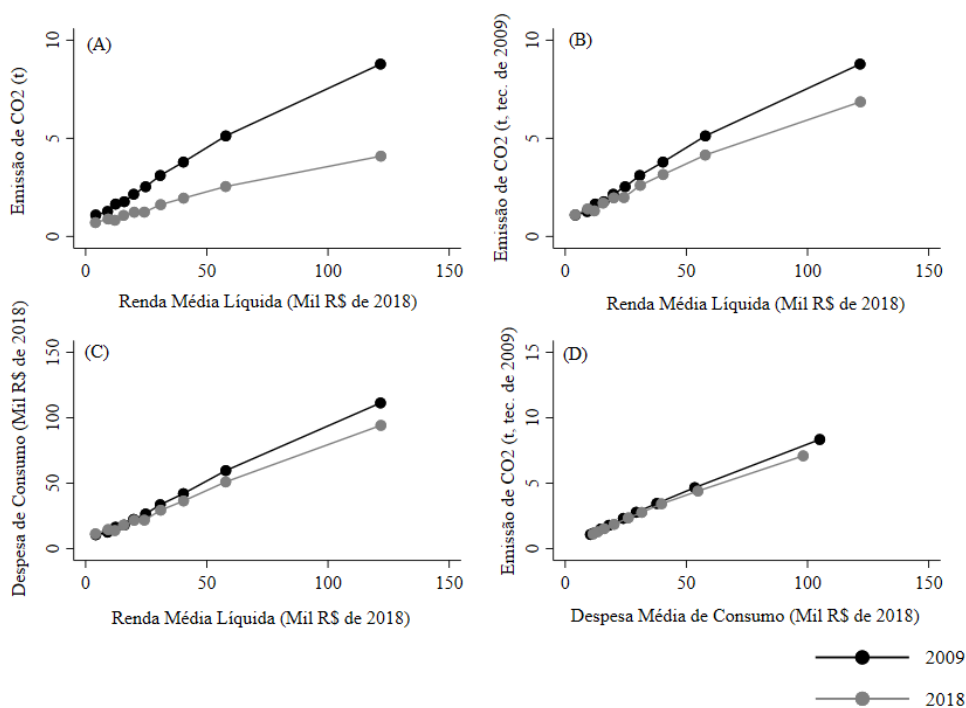 (A)
Emissão de CO2 (t)
10
5
0
0 50 100 150
Renda Média Líquida (Mil R$ de 2018)
(B)
Emissão de CO2 (t, tec. de 2009)
10
5
0
0 50 100 150
Renda Média Líquida (Mil R$ de 2018)
(C)
Despesa de Consumo (Mil R$ de 2018)
150
100
50
0
0 50 100 150
Renda Média Líquida (Mil R$ de 2018)
(D)
Emissão de CO2 (t, tec. de 2009)
15
10
5
0
0 50 100 150
Despesa Média de Consumo (Mil R$ de 2018)
2009
2018